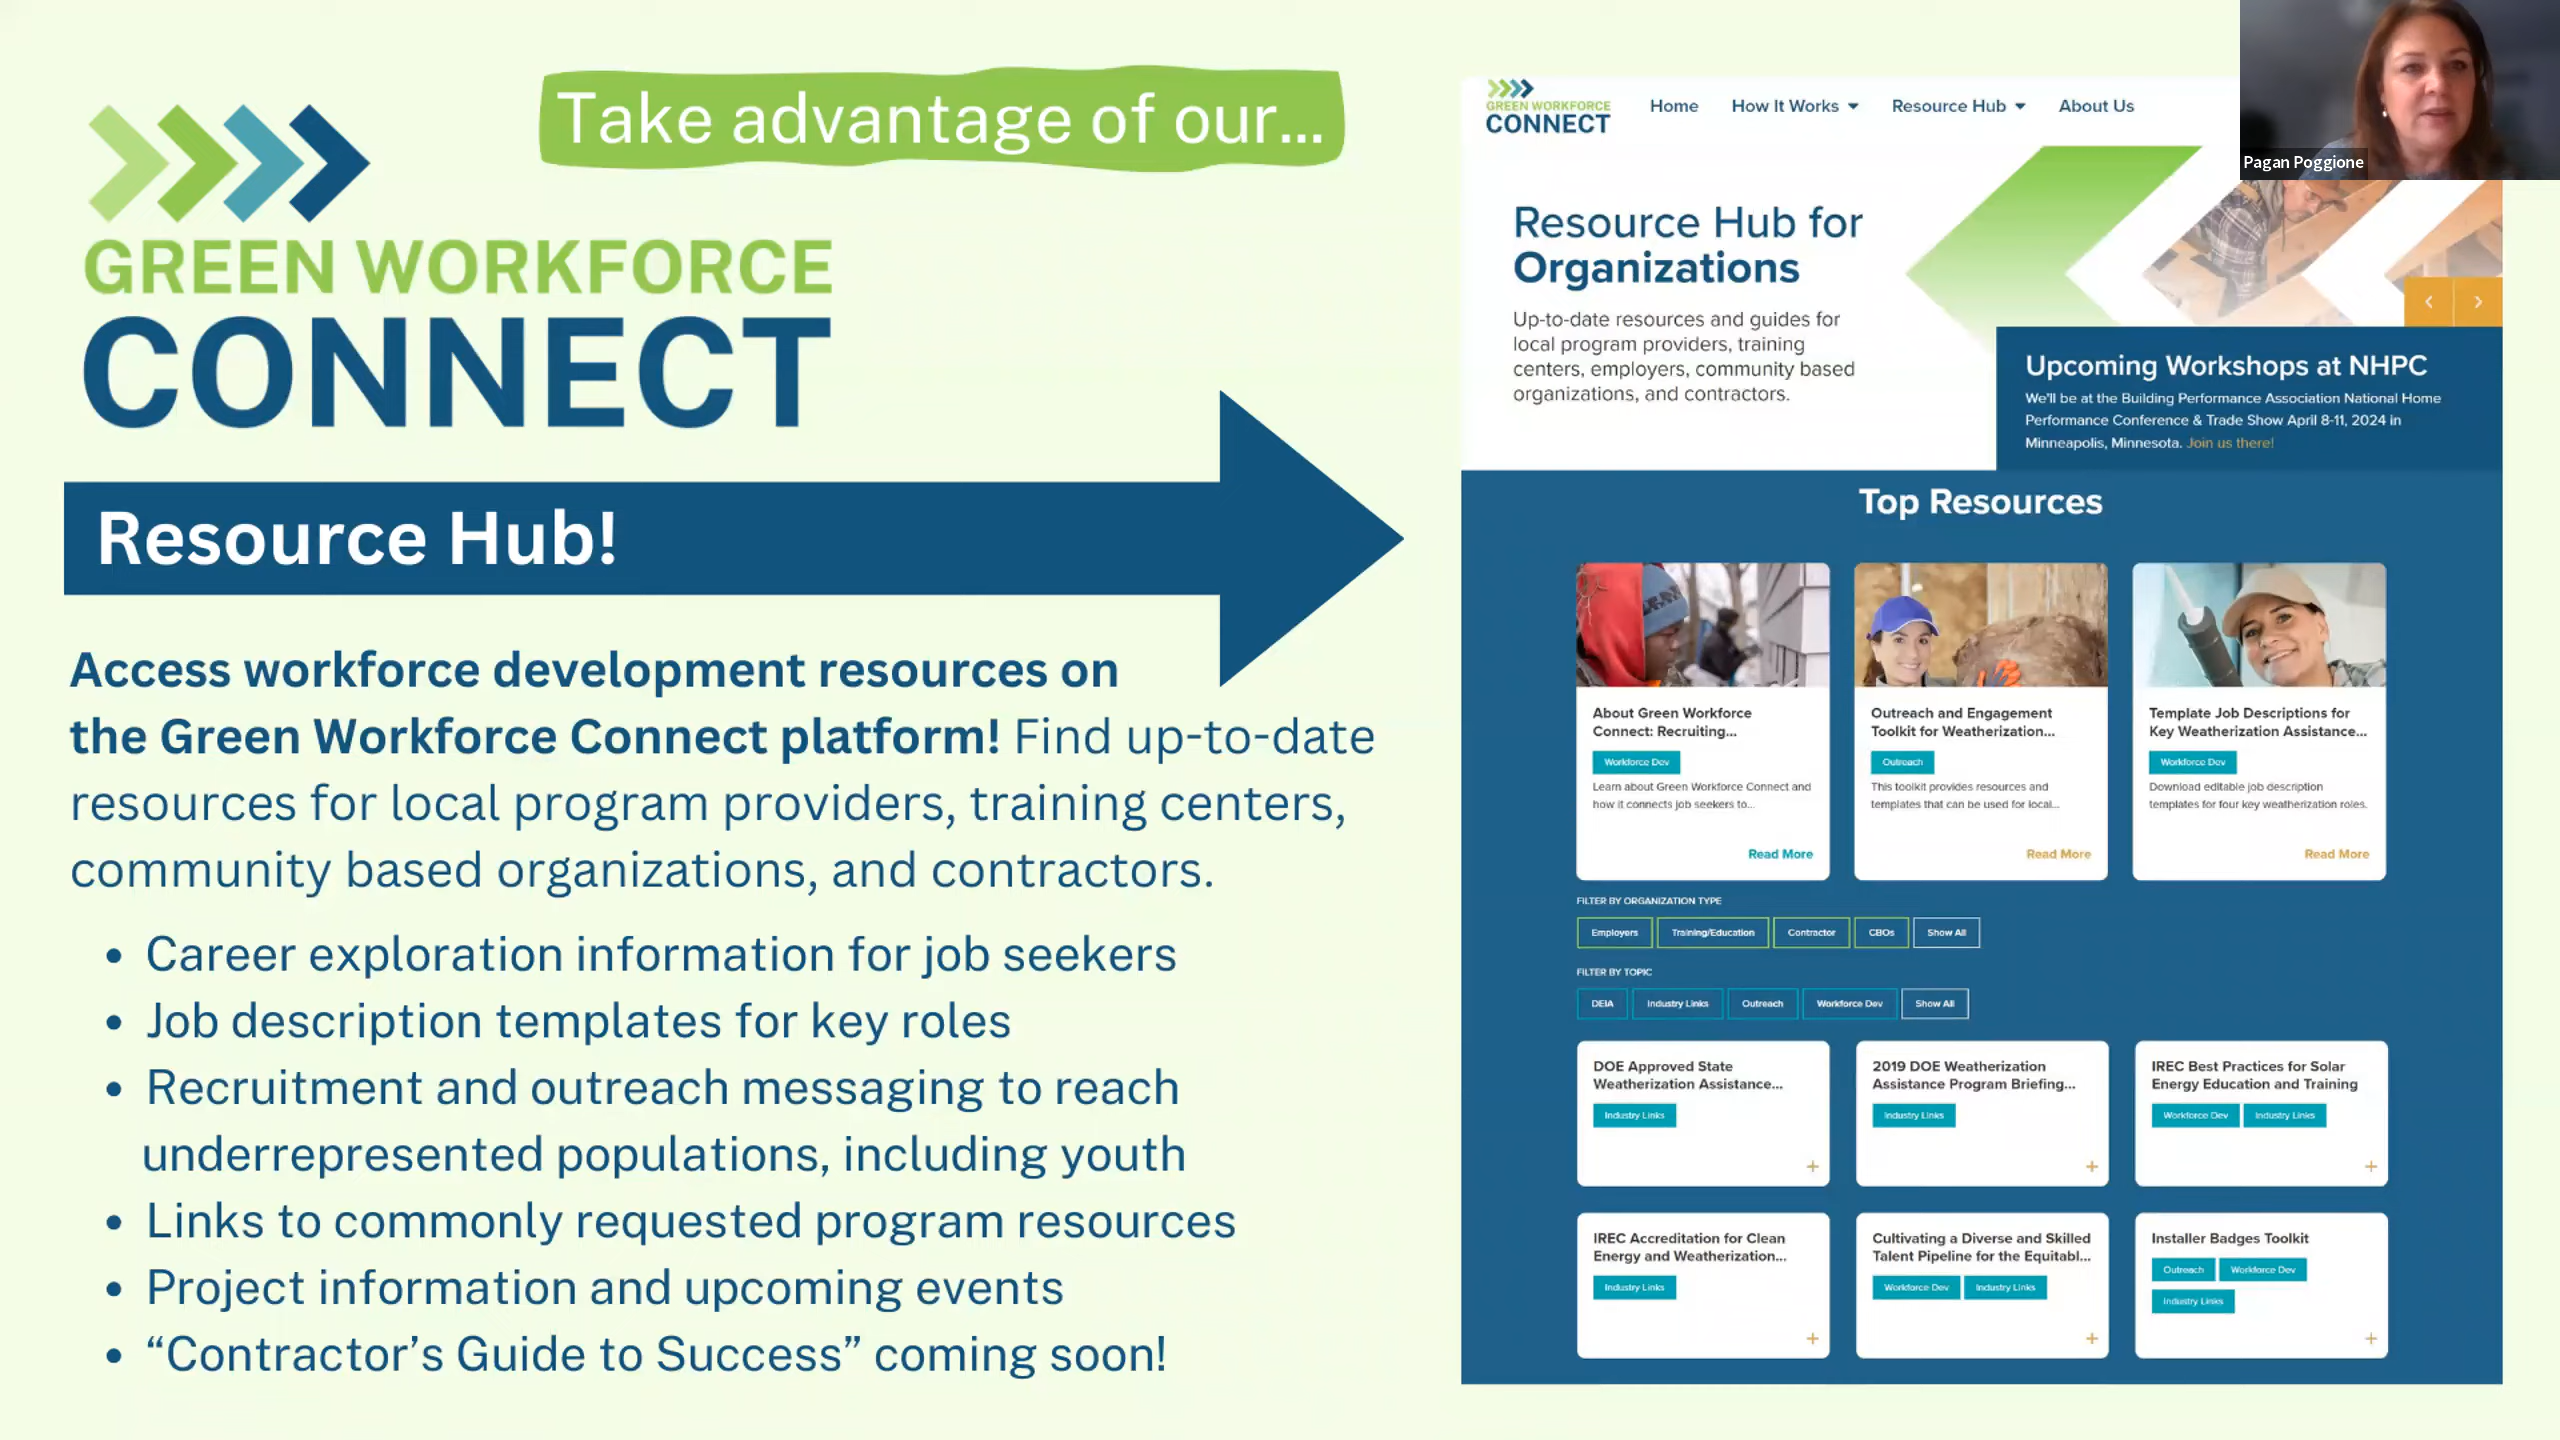 Take advantage of our...
GREEN WORKFORCE
CONNECT
Resource Hub!
Access workforce development resources on
the Green Workforce Connect platform! Find up-to-date
resources for local program providers, training centers,
community based organizations, and contractors.
• Career exploration information for job seekers
• Job description templates for key roles
• Recruitment and outreach messaging to reach
underrepresented populations, including youth
• Links to commonly requested program resources
• Project information and upcoming events
• “Contractor’s Guide to Success” coming soon!
GREEN WORKFORCE
CONNECT
Home How It Works Resource Hub About Us
Pagan Poggione
Resource Hub for
Organizations
Up-to-date resources and guides for
local program providers, training
centers, employers, community based
organizations, and contractors.
Upcoming Workshops at NHPC
We'll be at the Building Performance Association National Home
Performance Conference & Trade Show April 8-11, 2024 in
Minneapolis, Minnesota. Join us there!
Top Resources
About Green Workforce
Connect: Recruiting...
Workforce Dev
Learn about Green Workforce Connect and
how it connects job seekers to...
Read More
Outreach and Engagement
Toolkit for Weatherization...
Outreach
This toolkit provides resources and
templates that can be used for local...
Read More
Template Job Descriptions for
Key Weatherization Assistance...
Workforce Dev
Download editable job description
templates for four key weatherization roles.
Read More
FILTER BY ORGANIZATION TYPE
Employers Training/Education Contractor CBOs Show All
FILTER BY TOPIC
DEIA Industry Links Outreach Workforce Dev Show All
DOE Approved State
Weatherization Assistance...
Industry Links
2019 DOE Weatherization
Assistance Program Briefing...
Industry Links
IREC Best Practices for Solar
Energy Education and Training
Workforce Dev Industry Links
IREC Accreditation for Clean
Energy and Weatherization...
Industry Links
Cultivating a Diverse and Skilled
Talent Pipeline for the Equitabl...
Workforce Dev Industry Links
Installer Badges Toolkit
Outreach Workforce Dev
Industry Links